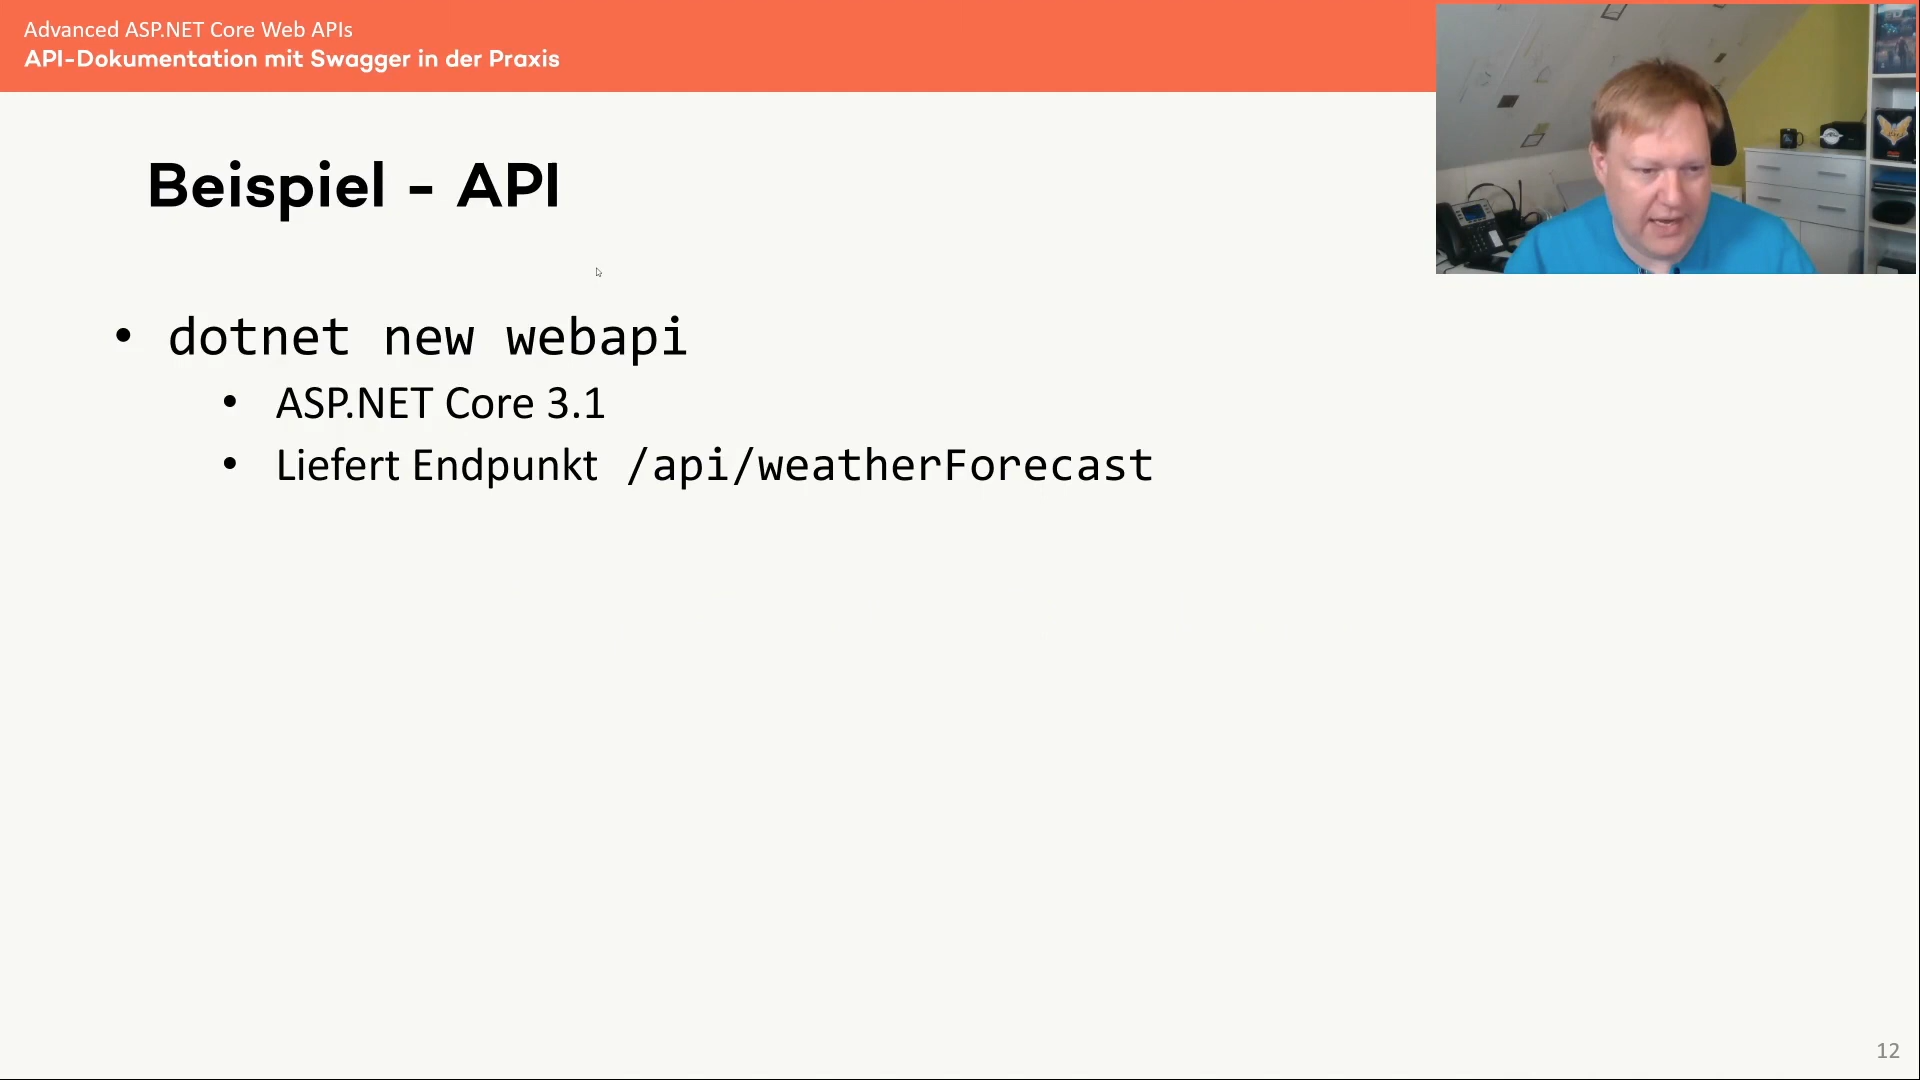 Advanced ASP.NET Core Web APIs
API-Dokumentation mit Swagger in der Praxis
Beispiel - API
• dotnet new webapi
• ASP.NET Core 3.1
• Liefert Endpunkt /api/weatherForecast
12